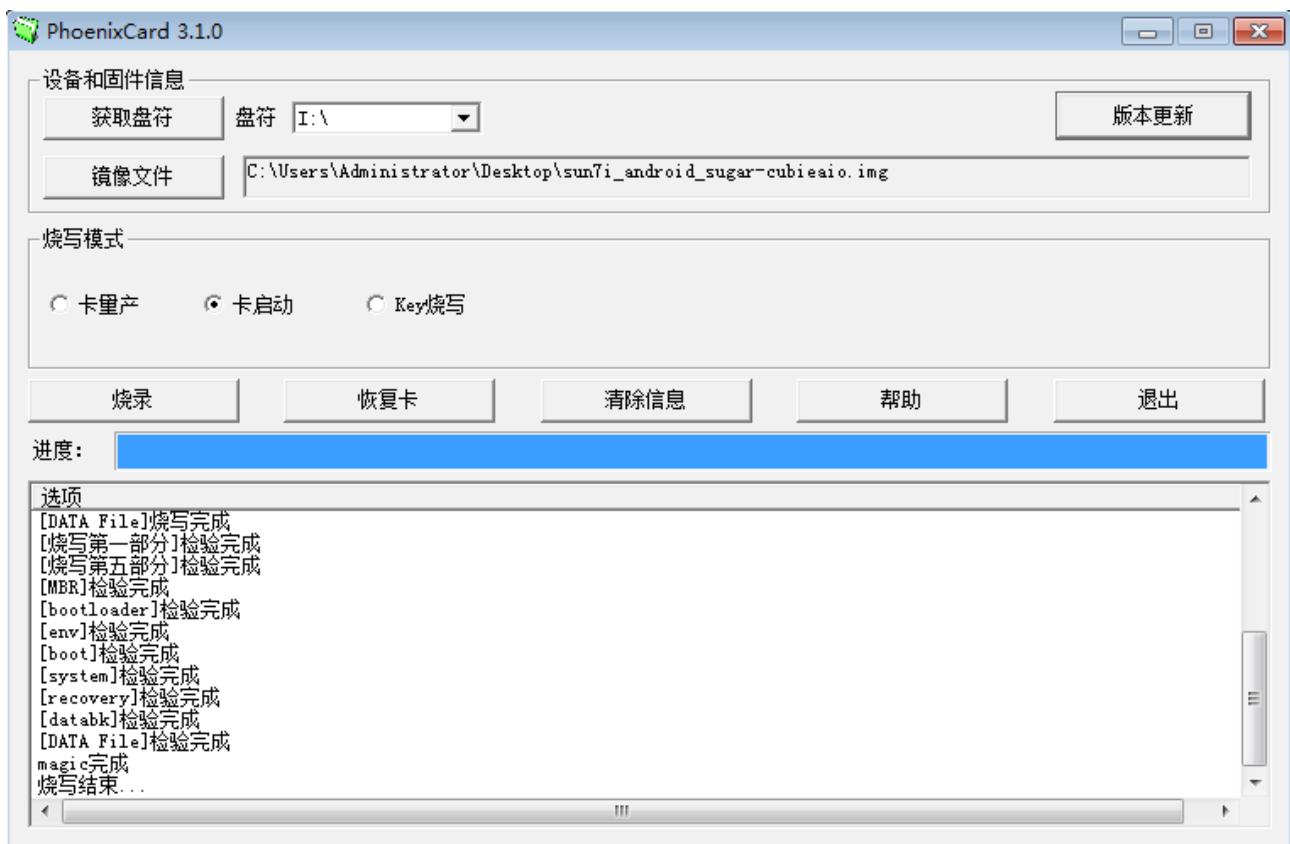 PhoenixCard 3.1.0
设备和固件信息
获取盘符 盘符 I:\ 版本更新
镜像文件 C:\Users\Administrator\Desktop\sun7i_android_sugar-cubieaio.img
烧写模式
卡量产 卡启动 Key烧写
烧录 恢复卡 清除信息 帮助 退出
进度:
选项
[DATA File]烧写完成
[烧写第一部分]检验完成
[烧写第五部分]检验完成
[MBR]检验完成
[bootloader]检验完成
[env]检验完成
[boot]检验完成
[system]检验完成
[recovery]检验完成
[databk]检验完成
[DATA File]检验完成
magic完成
烧写结束...